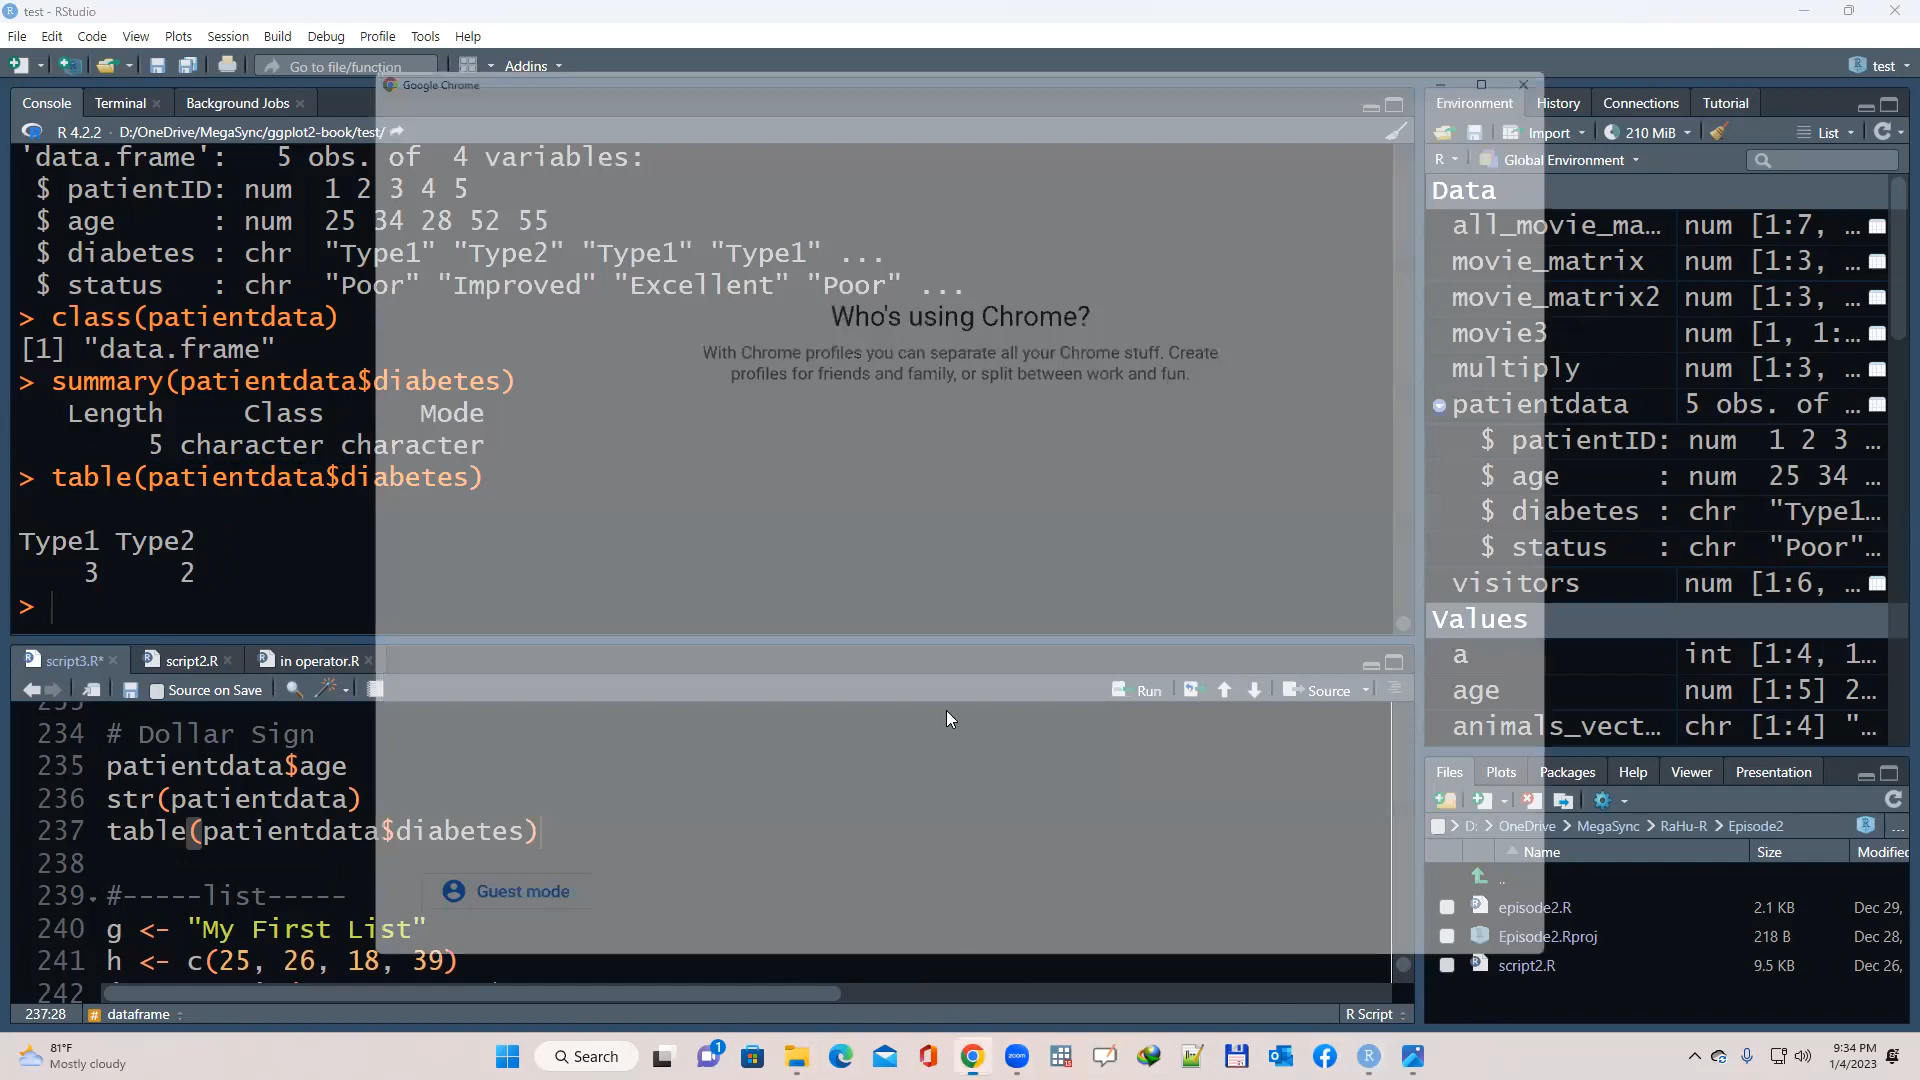 test - RStudio
File Edit Code View Plots Session Build Debug Profile Tools Help
Go to file/function Addins test
Google Chrome
Console Terminal Background Jobs
R 4.2.2 · D:/OneDrive/MegaSync/ggplot2-book/test/
'data.frame': 5 obs. of 4 variables:
$ patientID: num 1 2 3 4 5
$ age : num 25 34 28 52 55
$ diabetes : chr "Type1" "Type2" "Type1" "Type1" ...
$ status : chr "Poor" "Improved" "Excellent" "Poor" ...
> class(patientdata)
[1] "data.frame"
> summary(patientdata$diabetes)
Length Class Mode
5 character character
> table(patientdata$diabetes)
Type1 Type2
3 2
>
Who's using Chrome?
With Chrome profiles you can separate all your Chrome stuff. Create
profiles for friends and family, or split between work and fun.
Guest mode
script3.R* script2.R in operator.R
Source on Save Run Source
234 # Dollar Sign
235 patientdata$age
236 str(patientdata)
237 table(patientdata$diabetes)
238
239 #-----list-----
240 g <- "My First List"
241 h <- c(25, 26, 18, 39)
242
237:28 dataframe R Script
Environment History Connections Tutorial
Import 210 MiB List
R Global Environment
Data
all_movie_ma… num [1:7, …
movie_matrix num [1:3, …
movie_matrix2 num [1:3, …
movie3 num [1, 1:…
multiply num [1:3, …
patientdata 5 obs. of …
$ patientID: num 1 2 3 …
$ age : num 25 34 …
$ diabetes : chr "Type1…
$ status : chr "Poor"…
visitors num [1:6, …
Values
a int [1:4, 1…
age num [1:5] 2…
animals_vect… chr [1:4] "…
Files Plots Packages Help Viewer Presentation
D: > OneDrive > MegaSync > RaHu-R > Episode2 ...
Name Size Modified
..
episode2.R 2.1 KB Dec 29,
Episode2.Rproj 218 B Dec 28,
script2.R 9.5 KB Dec 26,
81°F
Mostly cloudy
Search
1
zoom
9:34 PM
1/4/2023